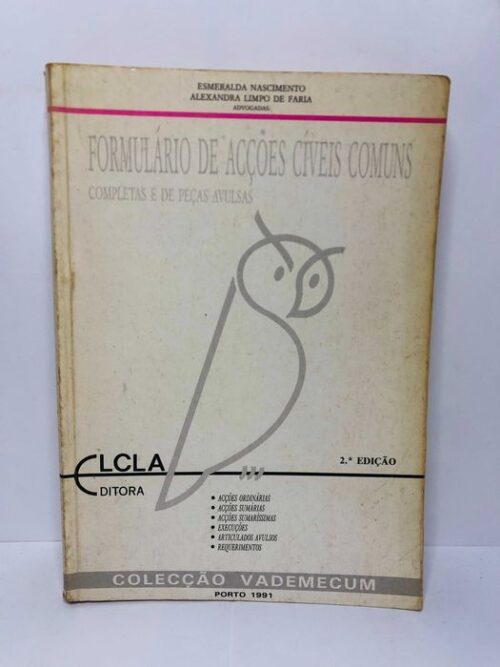 ESMERALDA NASCIMENTO
ALEXANDRA LIMPO DE FARIA
ADVOGADAS
FORMULÁRIO DE ACÇÕES CÍVEIS COMUNS
COMPLETAS E DE PEÇAS AVULSAS
2.ª EDIÇÃO
ELCLA
EDITORA
• ACÇÕES ORDINÁRIAS
• ACÇÕES SUMÁRIAS
• ACÇÕES SUMARÍSSIMAS
• EXECUÇÕES
• ARTICULADOS AVULSOS
• REQUERIMENTOS
COLECÇÃO VADEMECUM
PORTO 1991